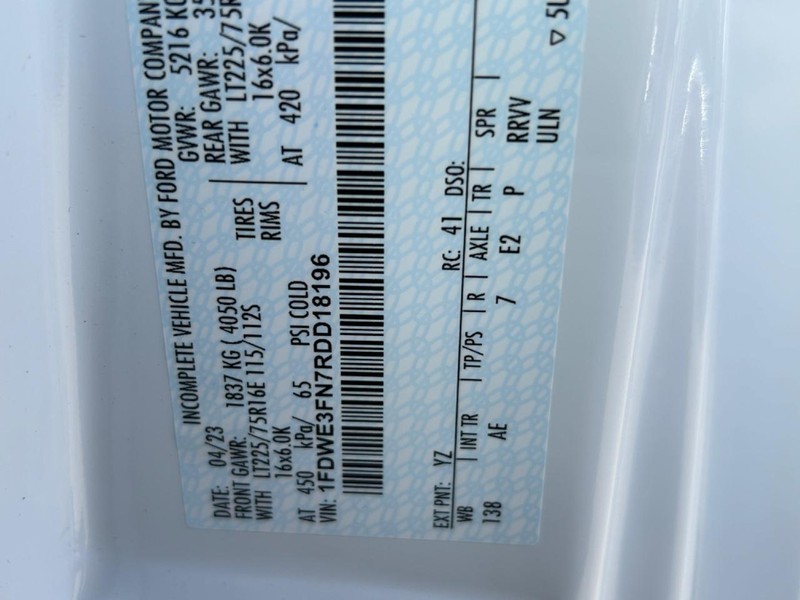 INCOMPLETE VEHICLE MFD. BY FORD MOTOR COMPAN
DATE: 04/23 GVWR: 5216 KG
FRONT GAWR: 1837 KG ( 4050 LB) REAR GAWR: 35
WITH LT225/75R16E 115/112S TIRES WITH LT225/75R
16x6.0K RIMS 16x6.0K
AT 450 kPa/ 65 PSI COLD AT 420 kPa/
VIN: 1FDWE3FN7RDD18196
EXT PNT: YZ RC: 41 DSO:
WB INT TR TP/PS R AXLE TR SPR
138 AE 7 E2 P RRVV
ULN
▽ 5U